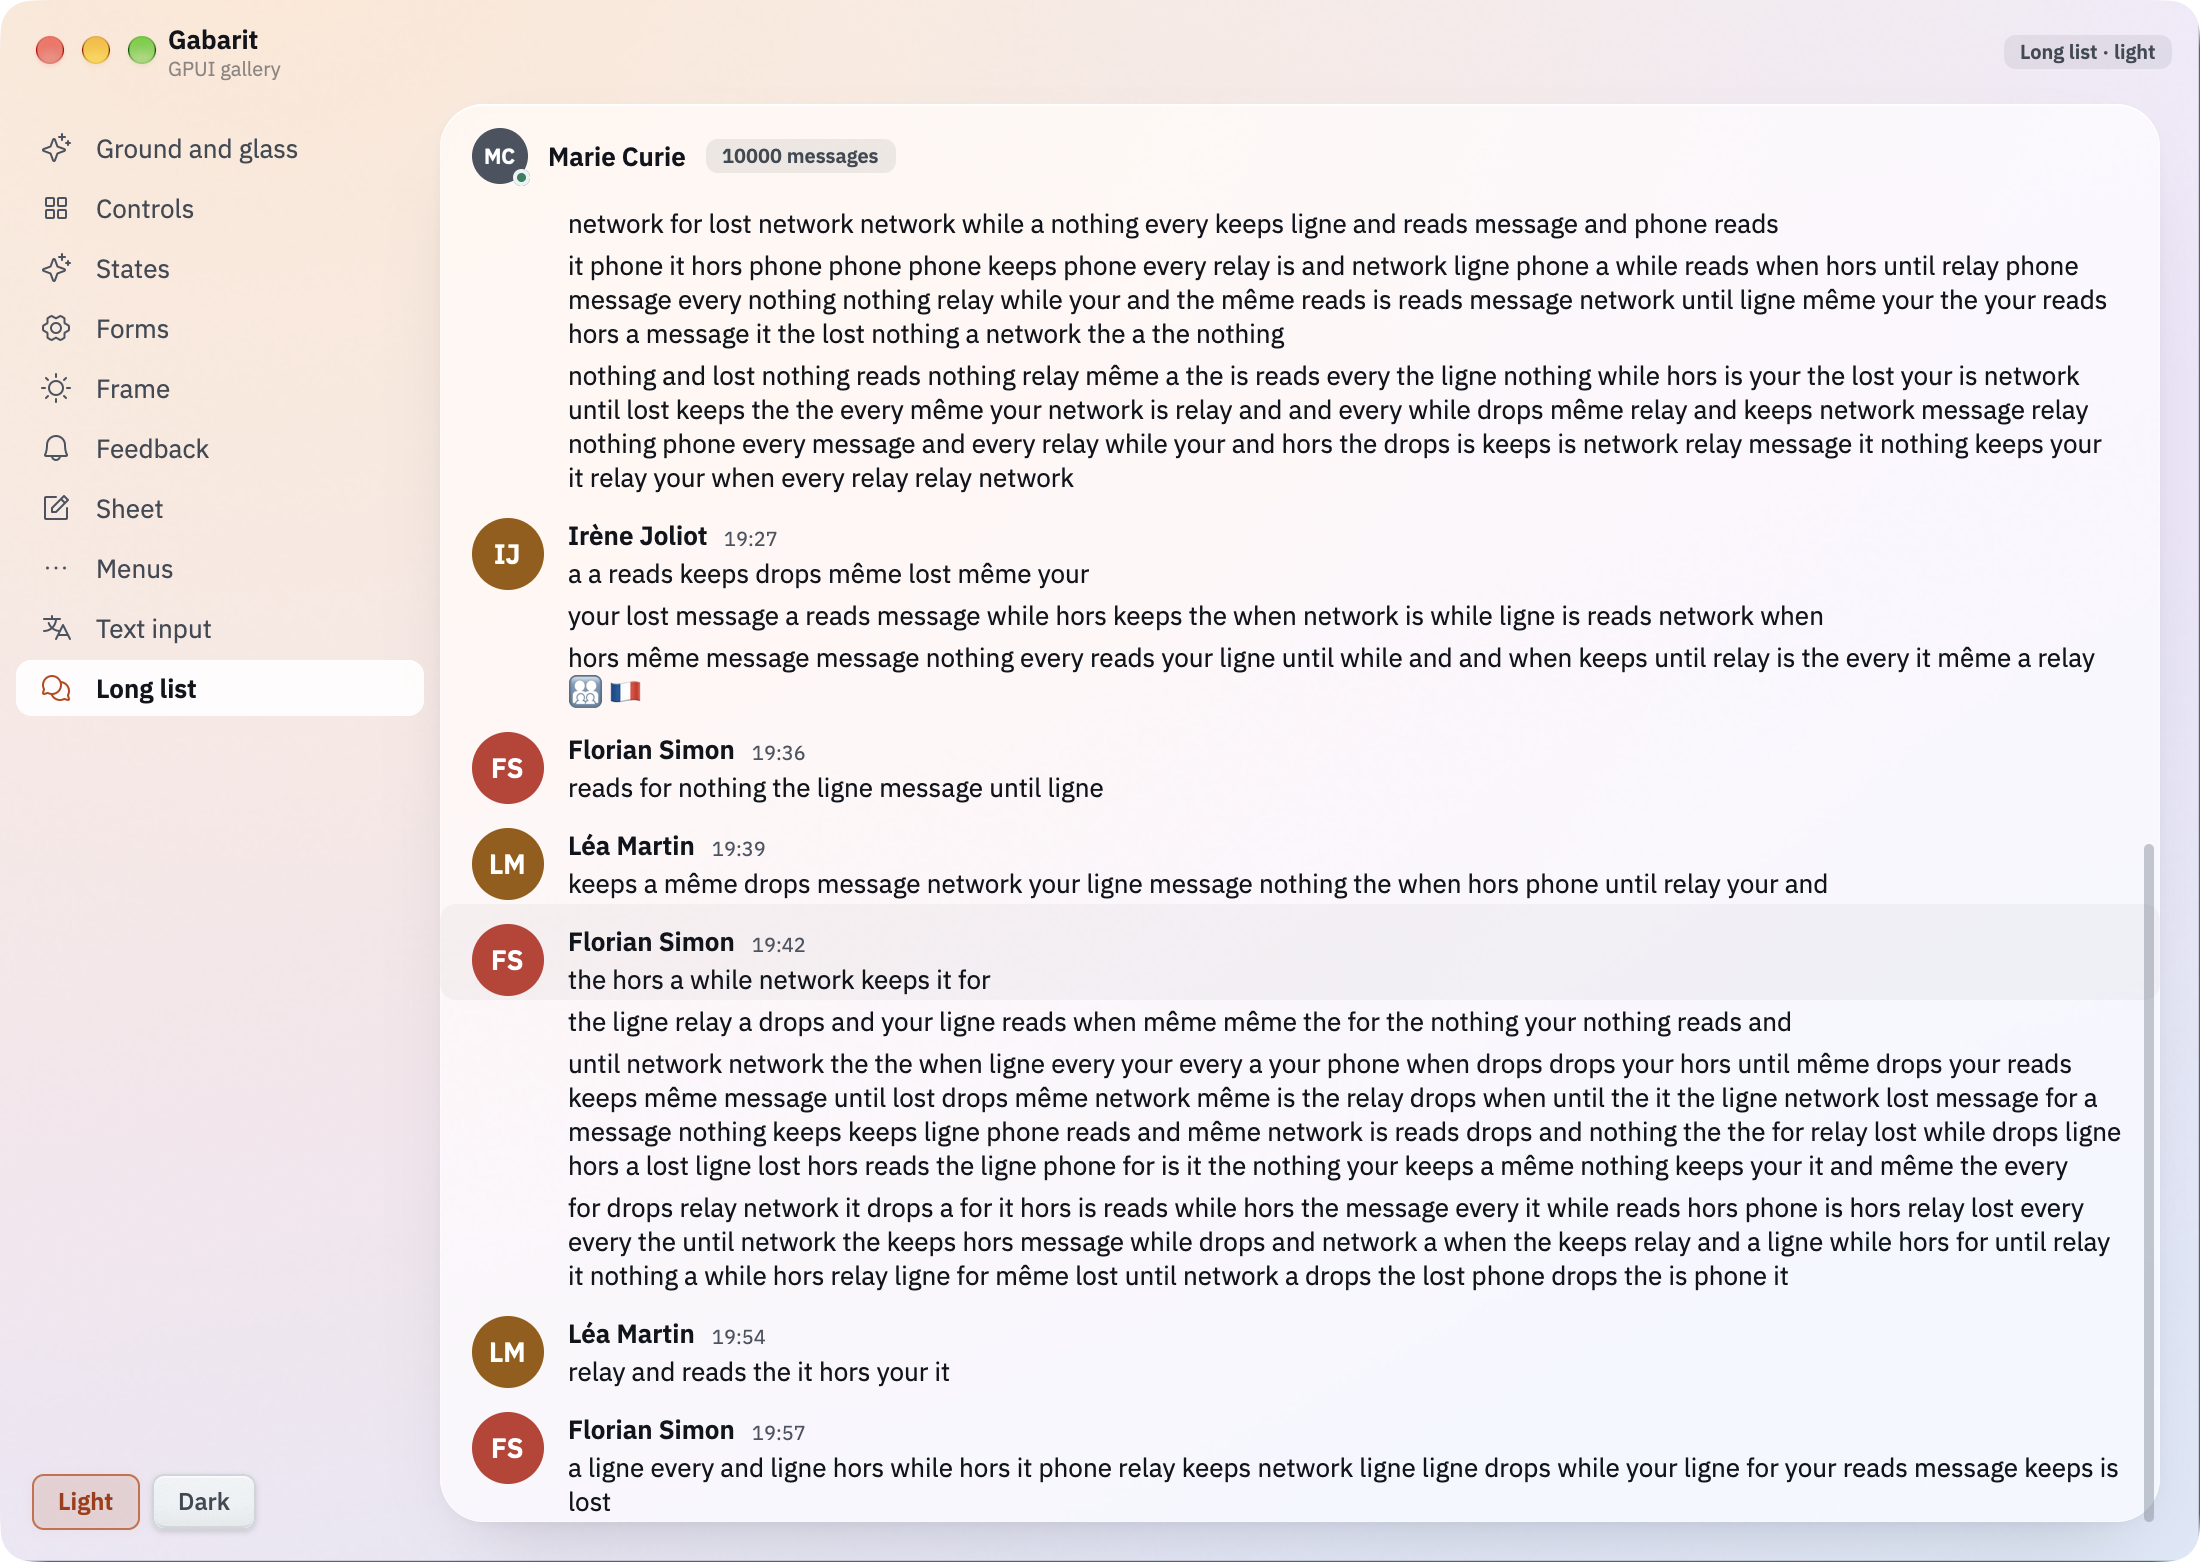 Gabarit
GPUI gallery
Long list · light
Ground and glass
Controls
States
Forms
Frame
Feedback
Sheet
Menus
Text input
Long list
Light
Dark
MC
Marie Curie
10000 messages
network for lost network network while a nothing every keeps ligne and reads message and phone reads
it phone it hors phone phone phone keeps phone every relay is and network ligne phone a while reads when hors until relay phone
message every nothing nothing relay while your and the même reads is reads message network until ligne même your the your reads
hors a message it the lost nothing a network the a the nothing
nothing and lost nothing reads nothing relay même a the is reads every the ligne nothing while hors is your the lost your is network
until lost keeps the the every même your network is relay and and every while drops même relay and keeps network message relay
nothing phone every message and every relay while your and hors the drops is keeps is network relay message it nothing keeps your
it relay your when every relay relay network
IJ
Irène Joliot 19:27
a a reads keeps drops même lost même your
your lost message a reads message while hors keeps the when network is while ligne is reads network when
hors même message message nothing every reads your ligne until while and and when keeps until relay is the every it même a relay
FS
Florian Simon 19:36
reads for nothing the ligne message until ligne
LM
Léa Martin 19:39
keeps a même drops message network your ligne message nothing the when hors phone until relay your and
FS
Florian Simon 19:42
the hors a while network keeps it for
the ligne relay a drops and your ligne reads when même même the for the nothing your nothing reads and
until network network the the when ligne every your every a your phone when drops drops your hors until même drops your reads
keeps même message until lost drops même network même is the relay drops when until the it the ligne network lost message for a
message nothing keeps keeps ligne phone reads and même network is reads drops and nothing the the for relay lost while drops ligne
hors a lost ligne lost hors reads the ligne phone for is it the nothing your keeps a même nothing keeps your it and même the every
for drops relay network it drops a for it hors is reads while hors the message every it while reads hors phone is hors relay lost every
every the until network the keeps hors message while drops and network a when the keeps relay and a ligne while hors for until relay
it nothing a while hors relay ligne for même lost until network a drops the lost phone drops the is phone it
LM
Léa Martin 19:54
relay and reads the it hors your it
FS
Florian Simon 19:57
a ligne every and ligne hors while hors it phone relay keeps network ligne ligne drops while your ligne for your reads message keeps is
lost